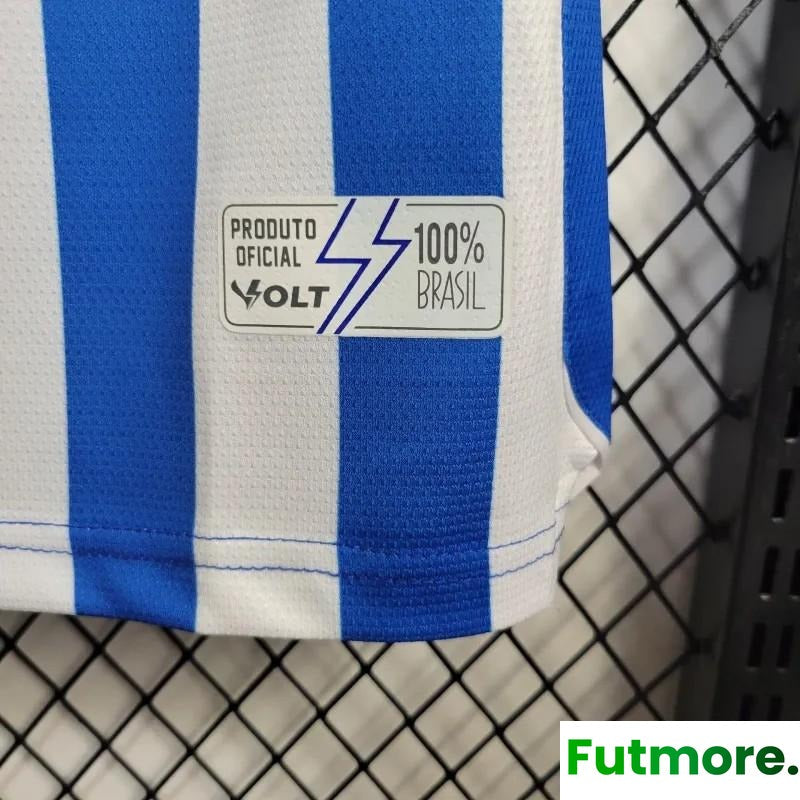 PRODUTO
OFICIAL
VOLT
100%
BRASIL
Futmore.